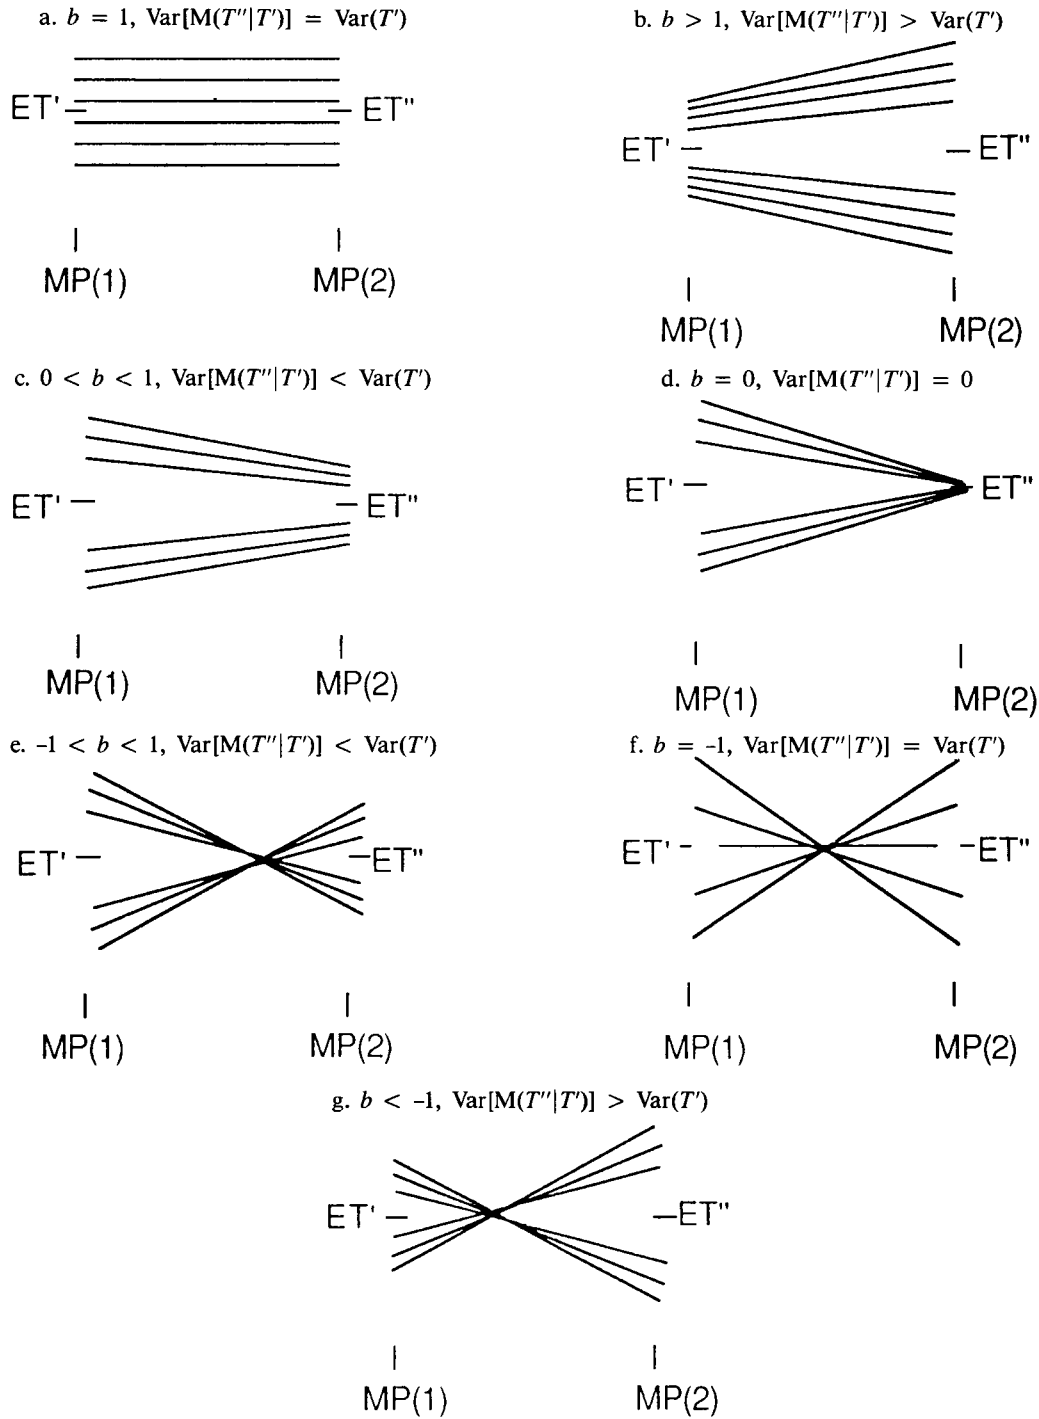 a. b = 1, Var[M(T″|T′)] = Var(T′)
ET' ET"
MP(1) MP(2)
b. b > 1, Var[M(T″|T′)] > Var(T′)
ET' ET"
MP(1) MP(2)
c. 0 < b < 1, Var[M(T″|T′)] < Var(T′)
ET' ET"
MP(1) MP(2)
d. b = 0, Var[M(T″|T′)] = 0
ET' ET"
MP(1) MP(2)
e. –1 < b < 1, Var[M(T″|T′)] < Var(T′)
ET' ET"
MP(1) MP(2)
f. b = –1, Var[M(T″|T′)] = Var(T′)
ET' ET"
MP(1) MP(2)
g. b < –1, Var[M(T″|T′)] > Var(T′)
ET' ET"
MP(1) MP(2)